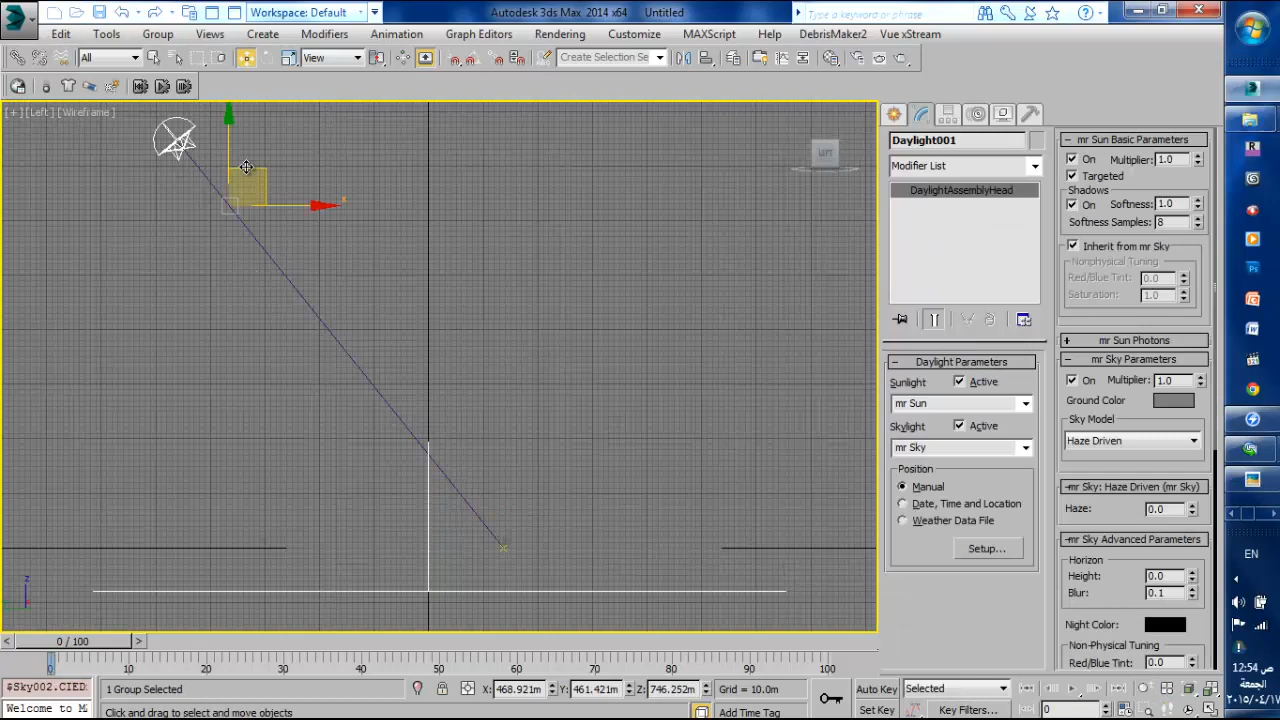 Workspace: Default
Autodesk 3ds Max 2014 x64 Untitled
Type a keyword or phrase
Edit Tools Group Views Create Modifiers Animation Graph Editors Rendering Customize MAXScript Help DebrisMaker2 Vue xStream
All
View
Create Selection Se
[+] [Left] [Wireframe]
LEFT
x
z
Daylight001
Modifier List
DaylightAssemblyHead
Daylight Parameters
Sunlight Active
mr Sun
Skylight Active
mr Sky
Position
Manual
Date, Time and Location
Weather Data File
Setup...
mr Sun Basic Parameters
On Multiplier: 1.0
Targeted
Shadows
On Softness: 1.0
Softness Samples: 8
Inherit from mr Sky
Nonphysical Tuning
Red/Blue Tint: 0.0
Saturation: 1.0
mr Sun Photons
mr Sky Parameters
On Multiplier: 1.0
Ground Color
Sky Model
Haze Driven
mr Sky: Haze Driven (mr Sky)
Haze: 0.0
mr Sky Advanced Parameters
Horizon
Height: 0.0
Blur: 0.1
Night Color:
Non-Physical Tuning
Red/Blue Tint: 0.0
EN
12:54 ص
الجمعة
٢٠١٥/٠٤/١٧
0 / 100
0 10 20 30 40 50 60 70 80 90 100
$Sky002.CIED
Welcome to M
1 Group Selected
X: 468.921m Y: 461.421m Z: 746.252m Grid = 10.0m
Click and drag to select and move objects
Add Time Tag
Auto Key Selected
Set Key Key Filters...
0